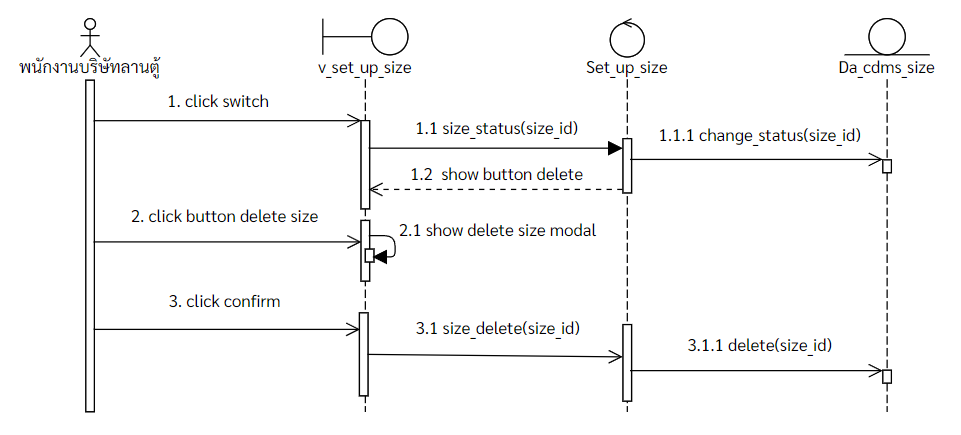 พนักงานบริษัทลานตู้
v_set_up_size
Set_up_size
Da_cdms_size
1. click switch
1.1 size_status(size_id)
1.1.1 change_status(size_id)
1.2 show button delete
2. click button delete size
2.1 show delete size modal
3. click confirm
3.1 size_delete(size_id)
3.1.1 delete(size_id)